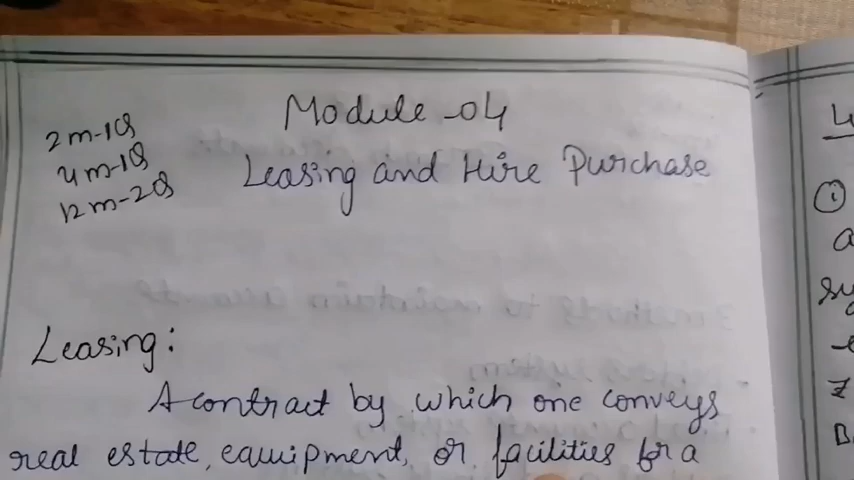 Module -04
2m-1Q
4m-1Q
12m-2Q
Leasing and Hire Purchase
Leasing:
A contract by which one conveys
real estate, equipment, or facilities for a